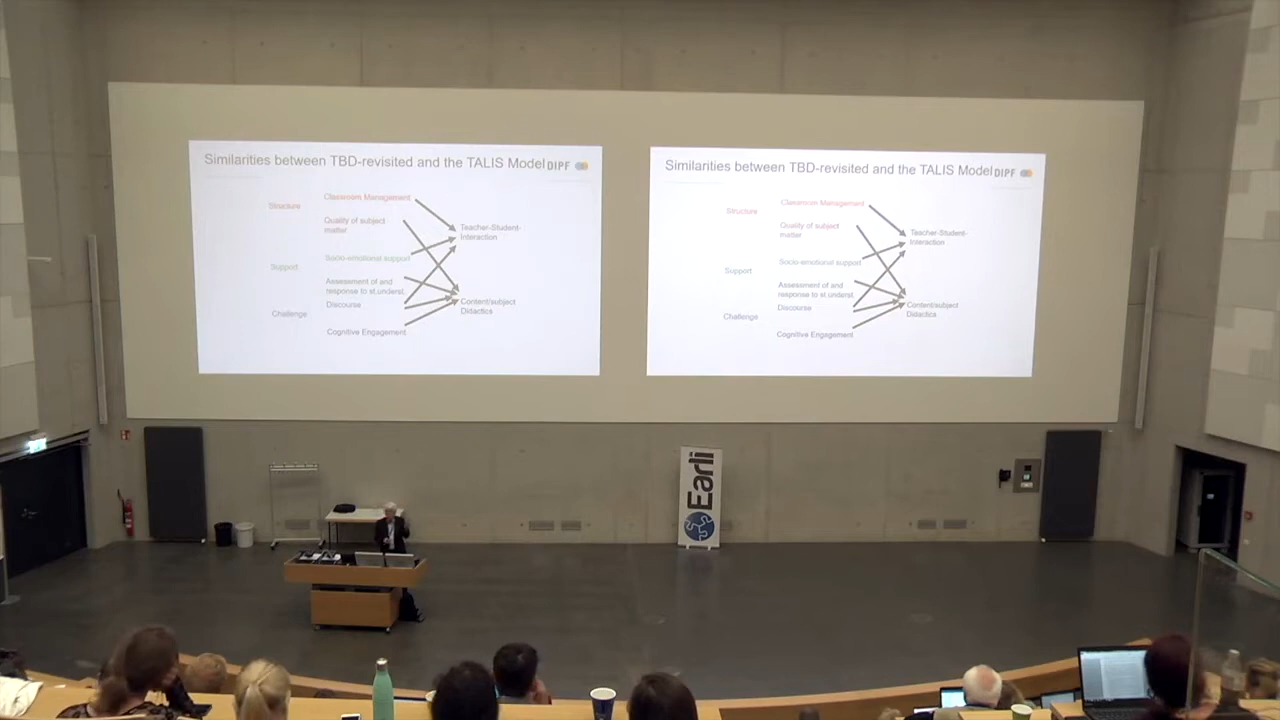 Similarities between TBD-revisited and the TALIS Model DIPF
Structure
Classroom Management
Quality of subject
matter
Teacher-Student-
Interaction
Support
Socio-emotional support
Assessment of and
response to st.underst.
Discourse
Content/subject
Didactics
Challenge
Cognitive Engagement
Similarities between TBD-revisited and the TALIS Model DIPF
Structure
Classroom Management
Quality of subject
matter
Teacher-Student-
Interaction
Support
Socio-emotional support
Assessment of and
response to st.underst.
Discourse
Content/subject
Didactics
Challenge
Cognitive Engagement
Earli